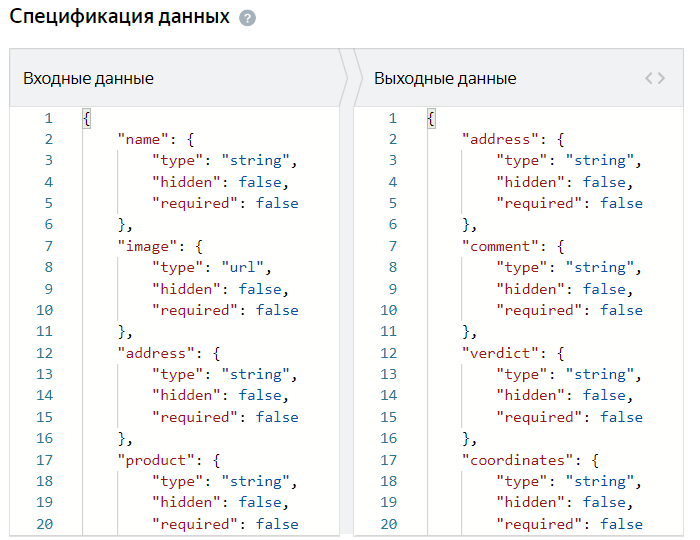 Спецификация данных ?
Входные данные
1 {
2 "name": {
3 "type": "string",
4 "hidden": false,
5 "required": false
6 },
7 "image": {
8 "type": "url",
9 "hidden": false,
10 "required": false
11 },
12 "address": {
13 "type": "string",
14 "hidden": false,
15 "required": false
16 },
17 "product": {
18 "type": "string",
19 "hidden": false,
20 "required": false
Выходные данные <>
1 {
2 "address": {
3 "type": "string",
4 "hidden": false,
5 "required": false
6 },
7 "comment": {
8 "type": "string",
9 "hidden": false,
10 "required": false
11 },
12 "verdict": {
13 "type": "string",
14 "hidden": false,
15 "required": false
16 },
17 "coordinates": {
18 "type": "string",
19 "hidden": false,
20 "required": false